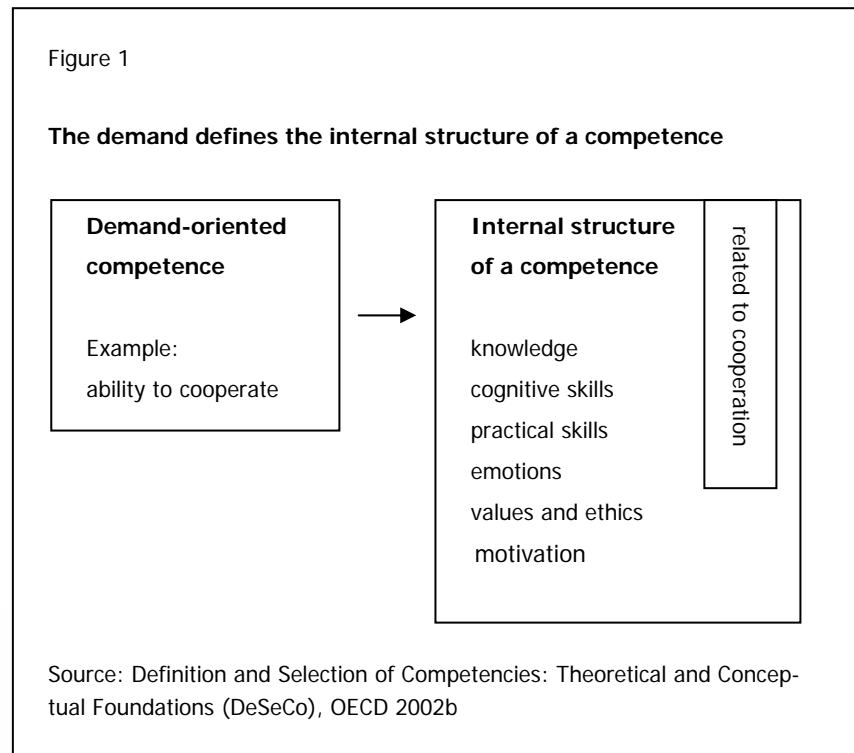 Figure 1
The demand defines the internal structure of a competence
Demand-oriented
competence
Example:
ability to cooperate
Internal structure
of a competence
knowledge
cognitive skills
practical skills
emotions
values and ethics
motivation
related to cooperation
Source: Definition and Selection of Competencies: Theoretical and Concep-
tual Foundations (DeSeCo), OECD 2002b